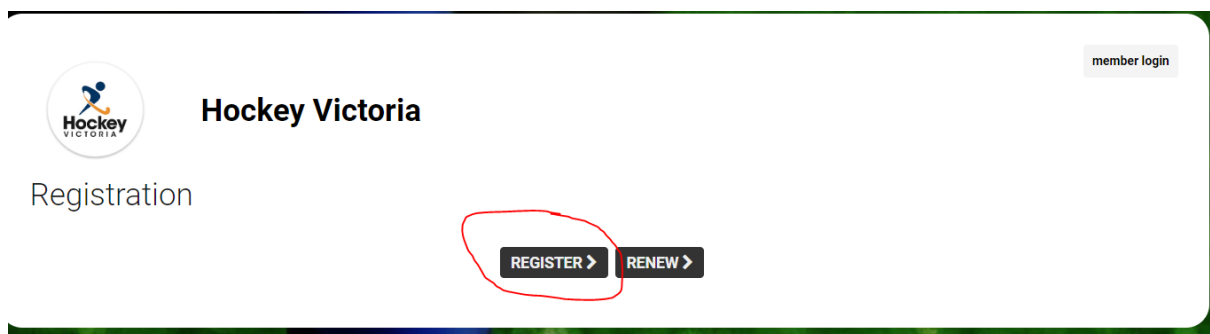 member login
Hockey
VICTORIA
Hockey Victoria
Registration
REGISTER
RENEW